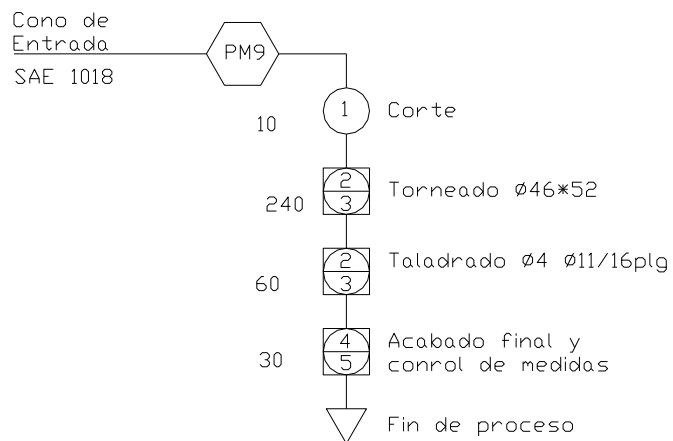 Cono de
Entrada
SAE 1018
PM9
1
Corte
10
2
3
Torneado Ø46*52
240
2
3
Taladrado Ø4 Ø11/16plg
60
4
5
Acabado final y
conrol de medidas
30
Fin de proceso